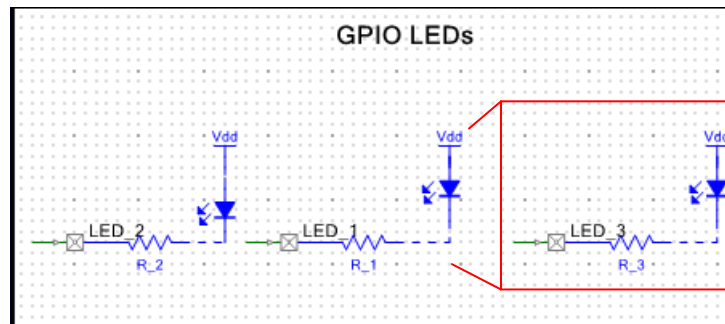 GPIO LEDs
Vdd
Vdd
Vdd
LED_2
LED_1
LED_3
R_2
R_1
R_3